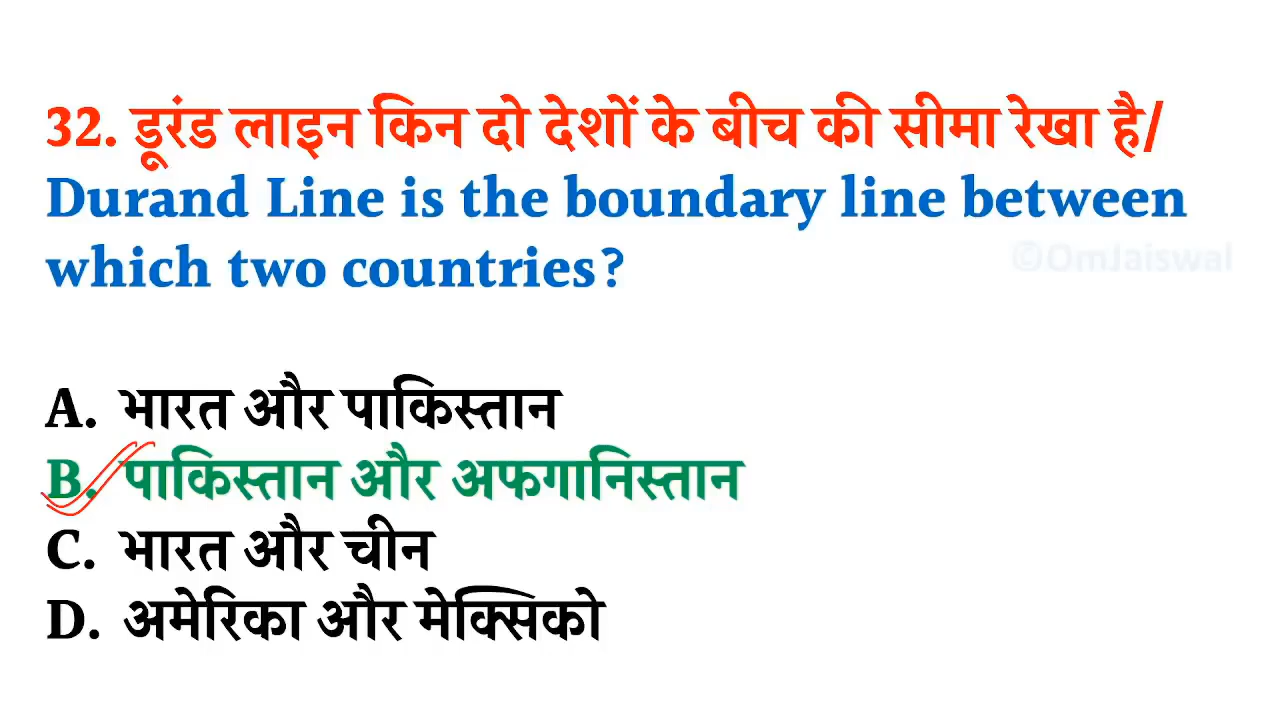 32. डूरंड लाइन किन दो देशों के बीच की सीमा रेखा है/
Durand Line is the boundary line between
which two countries?
©OmJaiswal
A. भारत और पाकिस्तान
B. पाकिस्तान और अफगानिस्तान
C. भारत और चीन
D. अमेरिका और मेक्सिको